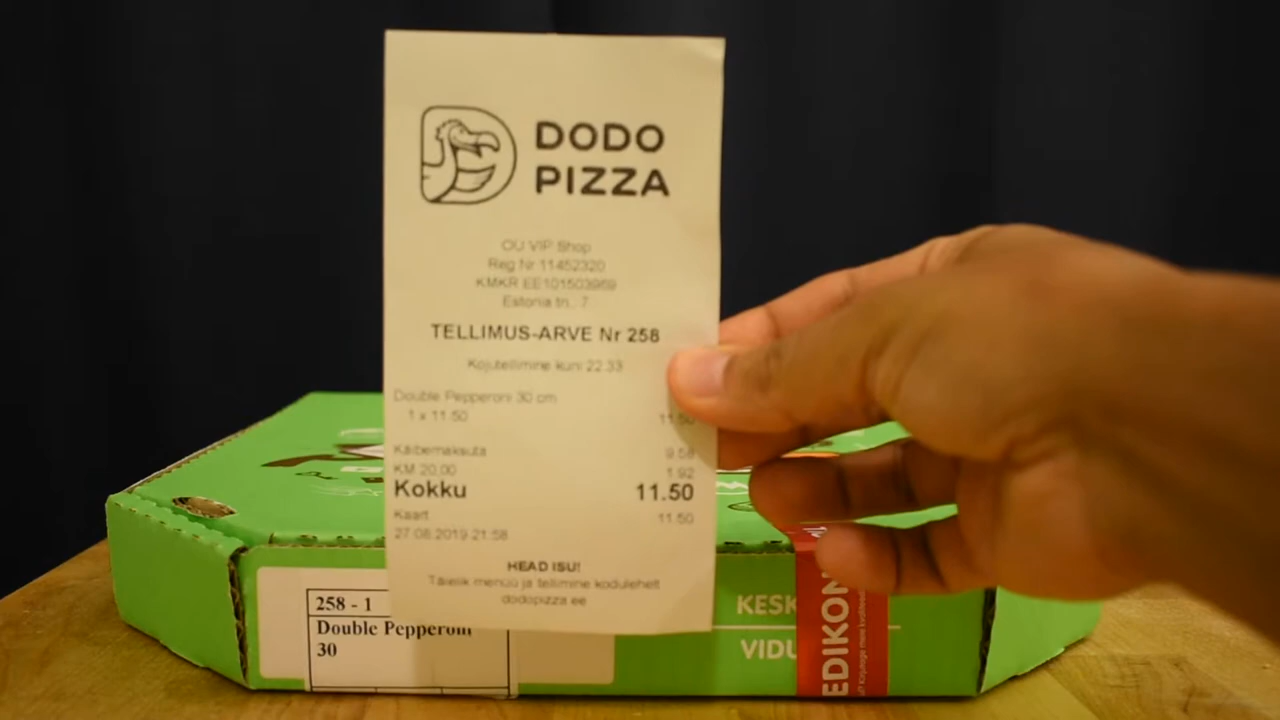 DODO
PIZZA
OÜ VIP Shop
Reg Nr 11452320
KMKR EE101503969
Estonia tn., 7
TELLIMUS-ARVE Nr 258
Kojutellimine kuni 22:33
Double Pepperoni 30 cm
1 x 11.50 11.50
Käibemaksuta 9.58
KM 20.00 1.92
Kokku 11.50
Kaart 11.50
27.08.2019 21:58
HEAD ISU!
Täielik menüü ja tellimine kodulehelt
dodopizza.ee
258 - 1
Double Pepperoni
30
KESK
VIDU
EDIKON